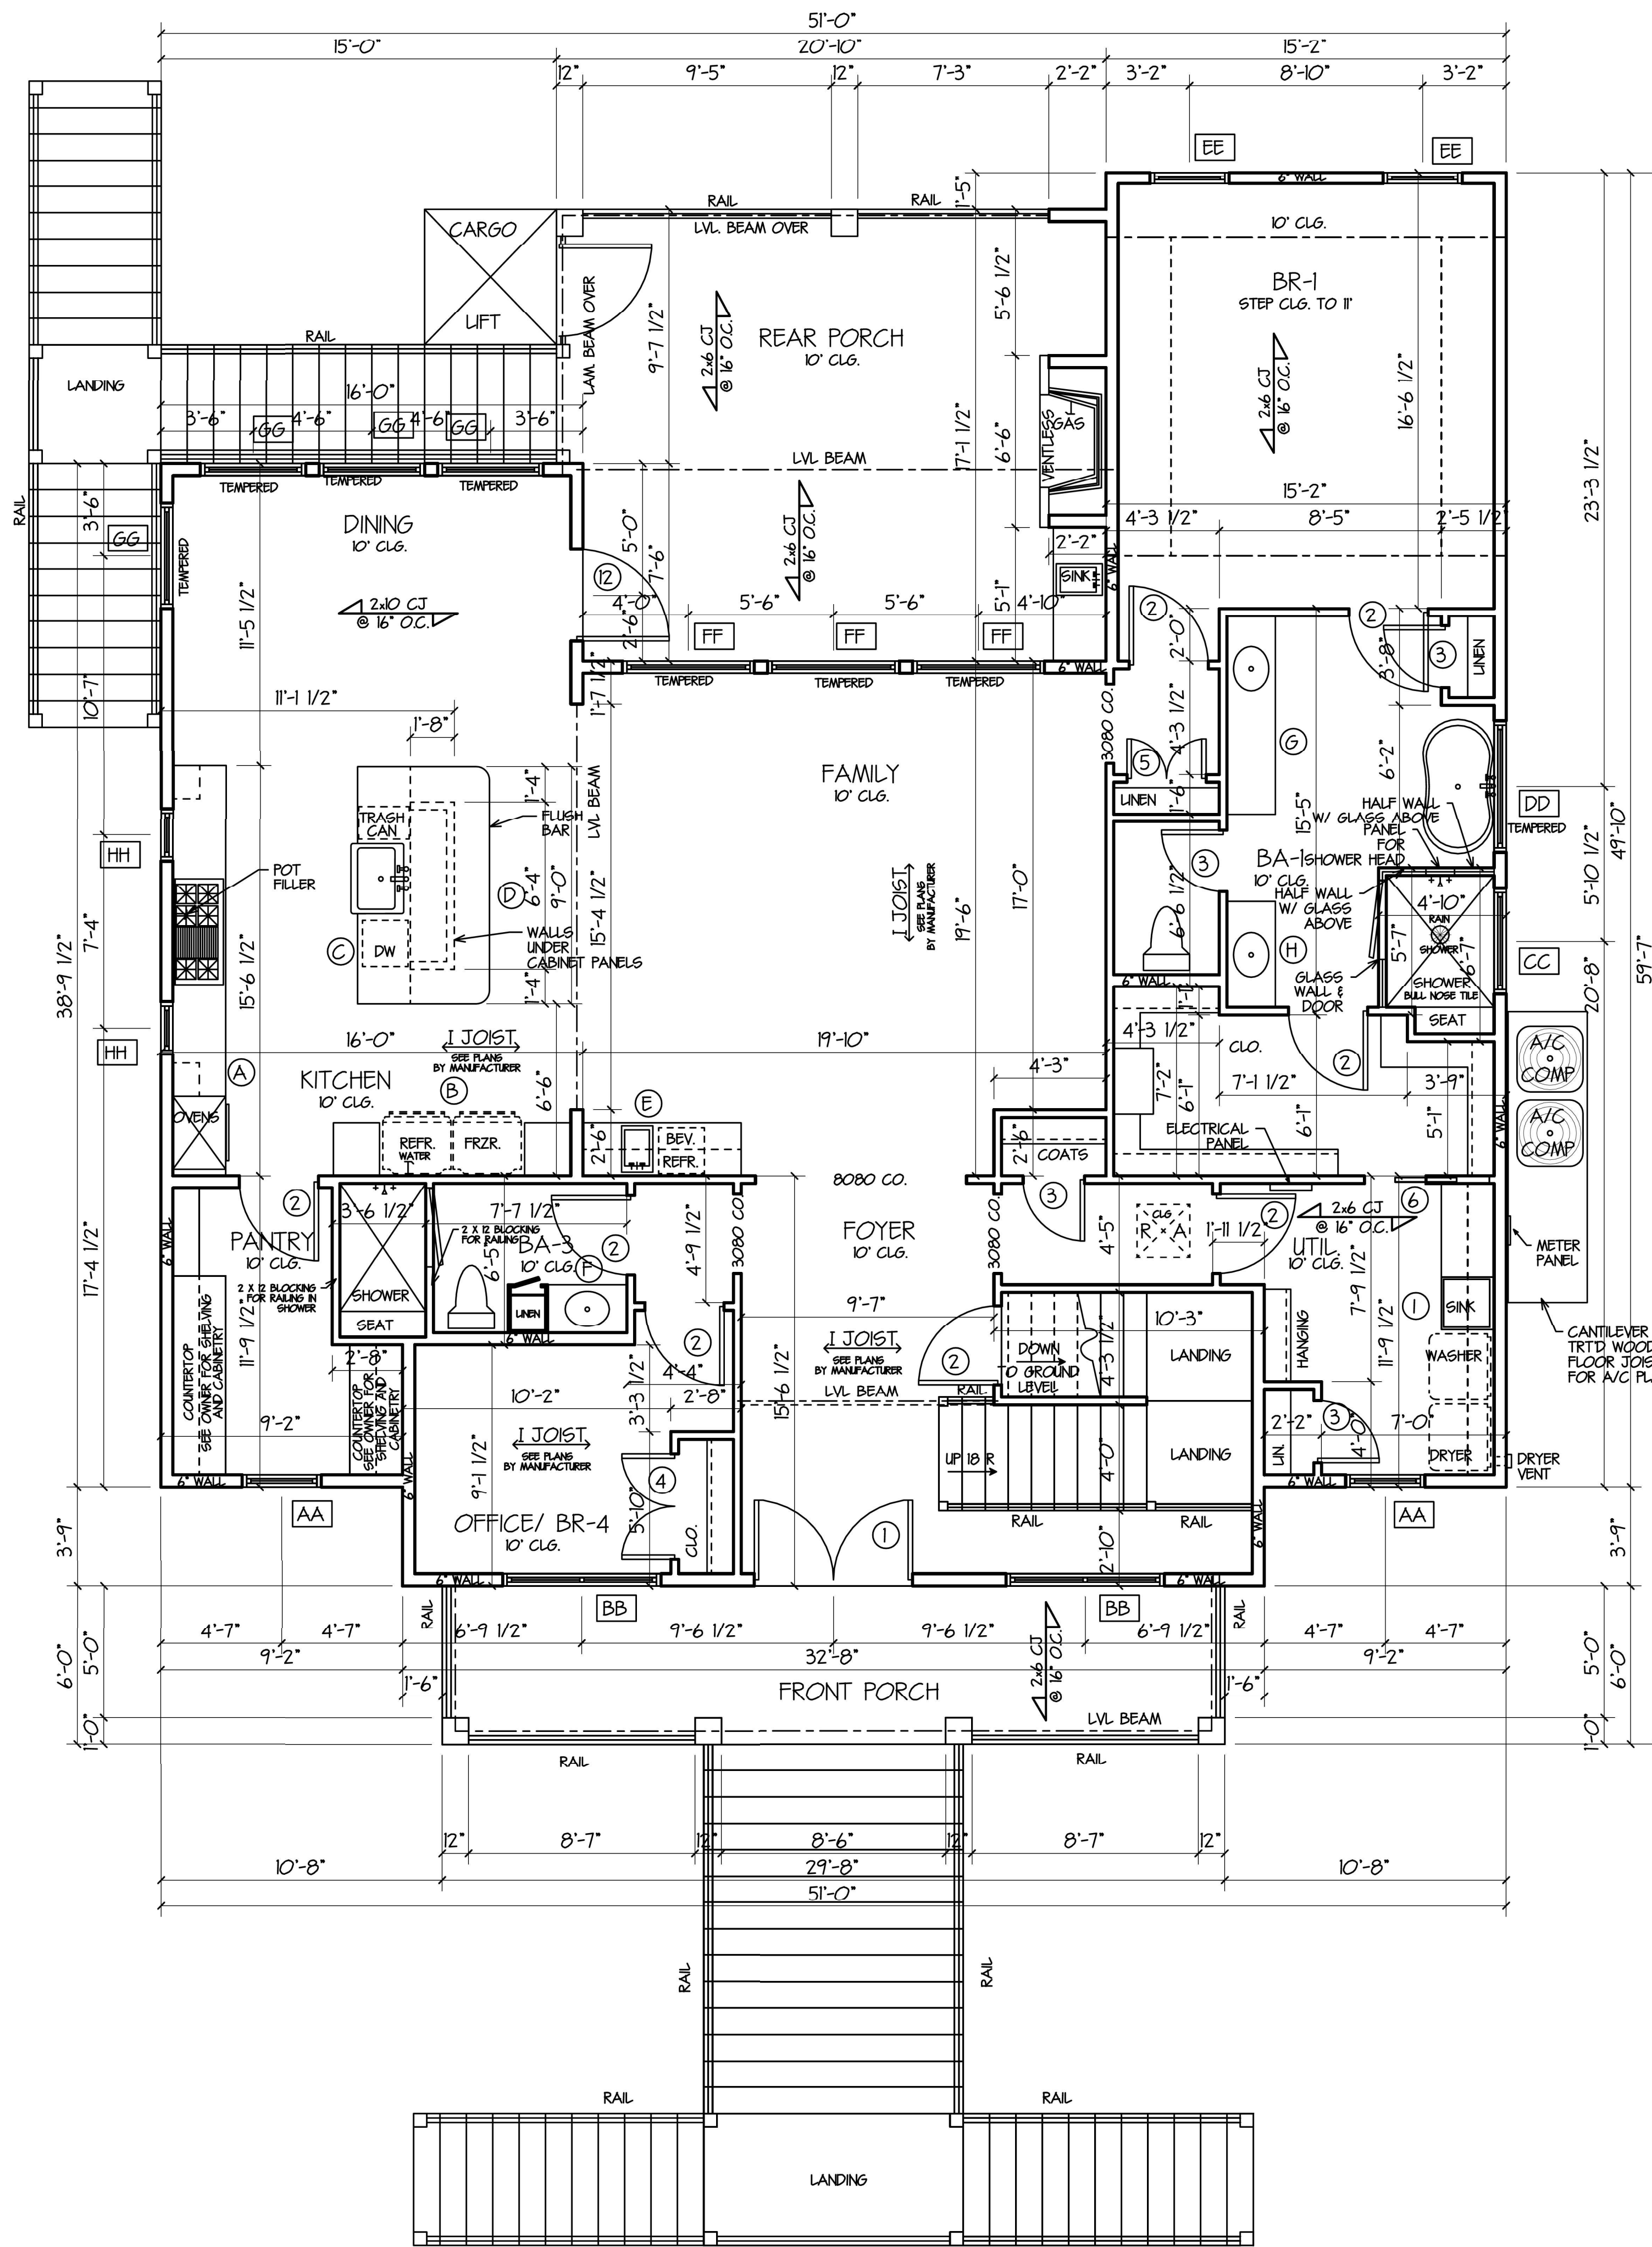 51'-0"
15'-0"
20'-10"
15'-2"
12"
9'-5"
12"
7'-3"
2'-2"
3'-2"
8'-10"
3'-2"
EE
EE
6" WALL
1'-5"
RAIL
RAIL
LVL. BEAM OVER
10' CLG.
CARGO
LIFT
BR-1
STEP CLG. TO 11'
LAM. BEAM OVER
9'-7 1/2"
2x6 CJ
@ 16" O.C.
REAR PORCH
10' CLG.
5'-6 1/2"
2x6 CJ
@ 16" O.C.
16'-6 1/2"
RAIL
LANDING
16'-0"
3'-6"
4'-6"
4'-6"
3'-6"
GG
GG
GG
VENTLESS
GAS
6'-6"
17'-1 1/2"
LVL BEAM
TEMPERED
TEMPERED
TEMPERED
15'-2"
4'-3 1/2"
8'-5"
2'-5 1/2"
23'-3 1/2"
RAIL
3'-6"
GG
TEMPERED
DINING
10' CLG.
5'-0"
7'-6"
12
2x6 CJ
@ 16" O.C.
2'-2"
SINK
6" WALL
5'-1"
2x10 CJ
@ 16" O.C.
11'-5 1/2"
4'-0"
5'-6"
5'-6"
4'-10"
2'-6"
FF
FF
FF
2
2'-0"
2
3
3'-8"
LINEN
TEMPERED
TEMPERED
TEMPERED
6" WALL
10'-7"
11'-1 1/2"
1'-8"
1'-7 1/2"
3080 CO.
4'-3 1/2"
5
G
6'-2"
FAMILY
10' CLG.
LINEN
1'-6"
1'-4"
LVL BEAM
TRASH
CAN
FLUSH
BAR
HALF WALL
W/ GLASS ABOVE
PANEL
FOR
SHOWER HEAD
DD
TEMPERED
15'-5"
BA-1
10' CLG.
HH
POT
FILLER
3
HALF WALL
W/ GLASS
ABOVE
5'-10 1/2"
49'-10"
7'-4"
38'-9 1/2"
D
6'-4"
9'-0"
15'-4 1/2"
I JOIST
SEE PLANS
BY MANUFACTURER
19'-6"
17'-0"
6'-6 1/2"
4'-10"
RAIN
SHOWER
5'-7"
6'-7"
C
DW
WALLS
UNDER
CABINET PANELS
H
GLASS
WALL &
DOOR
SHOWER
BULL NOSE TILE
SEAT
CC
59'-7"
20'-8"
15'-6 1/2"
1'-4"
6" WALL
1'-1"
16'-0"
I JOIST
SEE PLANS
BY MANUFACTURER
19'-10"
4'-3 1/2"
CLO.
2
A/C
COMP
A/C
COMP
HH
A
KITCHEN
10' CLG.
B
6'-6"
4'-3"
7'-2"
6'-1"
7'-1 1/2"
3'-9"
OVENS
E
ELECTRICAL
PANEL
6'-1"
5'-1"
6" WALL
REFR.
WATER
FRZR.
2'-6"
BEV.
REFR.
2'-6"
COATS
8080 CO.
2
3'-6 1/2"
7'-7 1/2"
3
2x6 CJ
@ 16" O.C.
6
6" WALL
PANTRY
10' CLG.
2 X 12 BLOCKING
FOR RAILING
BA-3
10' CLG.
2
F
6'-5"
4'-9 1/2"
3080 CO.
FOYER
10' CLG.
3080 CO.
4'-5"
CLG
R A
1'-11 1/2"
2
UTIL.
10' CLG.
METER
PANEL
17'-4 1/2"
2 X 12 BLOCKING
FOR RAILING IN
SHOWER
SHOWER
SEAT
LINEN
6" WALL
9'-7"
10'-3"
7'-9 1/2"
1
SINK
COUNTERTOP
SEE OWNER FOR SHELVING
AND CABINETRY
11'-9 1/2"
2'-8"
2
4'-4"
I JOIST
SEE PLANS
BY MANUFACTURER
2
DOWN
TO GROUND
LEVEL
4'-3 1/2"
LANDING
HANGING
11'-9 1/2"
WASHER
CANTILEVER
TRT'D WOOD
FLOOR JOIS
FOR A/C PL
COUNTERTOP
SEE OWNER FOR
SHELVING AND
CABINETRY
10'-2"
3'-3 1/2"
2'-8"
15'-6 1/2"
LVL BEAM
RAIL
9'-2"
I JOIST
SEE PLANS
BY MANUFACTURER
2'-2"
3
7'-0"
UP 18 R
4'-0"
LANDING
LIN.
4'-0"
DRYER
DRYER
VENT
6" WALL
6" WALL
9'-1 1/2"
4
6" WALL
AA
OFFICE/ BR-4
10' CLG.
5'-10"
CLO.
1
RAIL
RAIL
6" WALL
AA
3'-9"
2'-10"
3'-9"
6" WALL
6" WALL
BB
BB
RAIL
RAIL
4'-7"
4'-7"
6'-9 1/2"
9'-6 1/2"
9'-6 1/2"
6'-9 1/2"
4'-7"
4'-7"
9'-2"
32'-8"
9'-2"
2x6 CJ
@ 16" O.C.
6'-0"
5'-0"
1'-6"
FRONT PORCH
1'-6"
5'-0"
6'-0"
LVL BEAM
1'-0"
1'-0"
RAIL
RAIL
12"
8'-7"
12"
8'-6"
12"
8'-7"
12"
10'-8"
29'-8"
10'-8"
51'-0"
RAIL
RAIL
RAIL
RAIL
LANDING